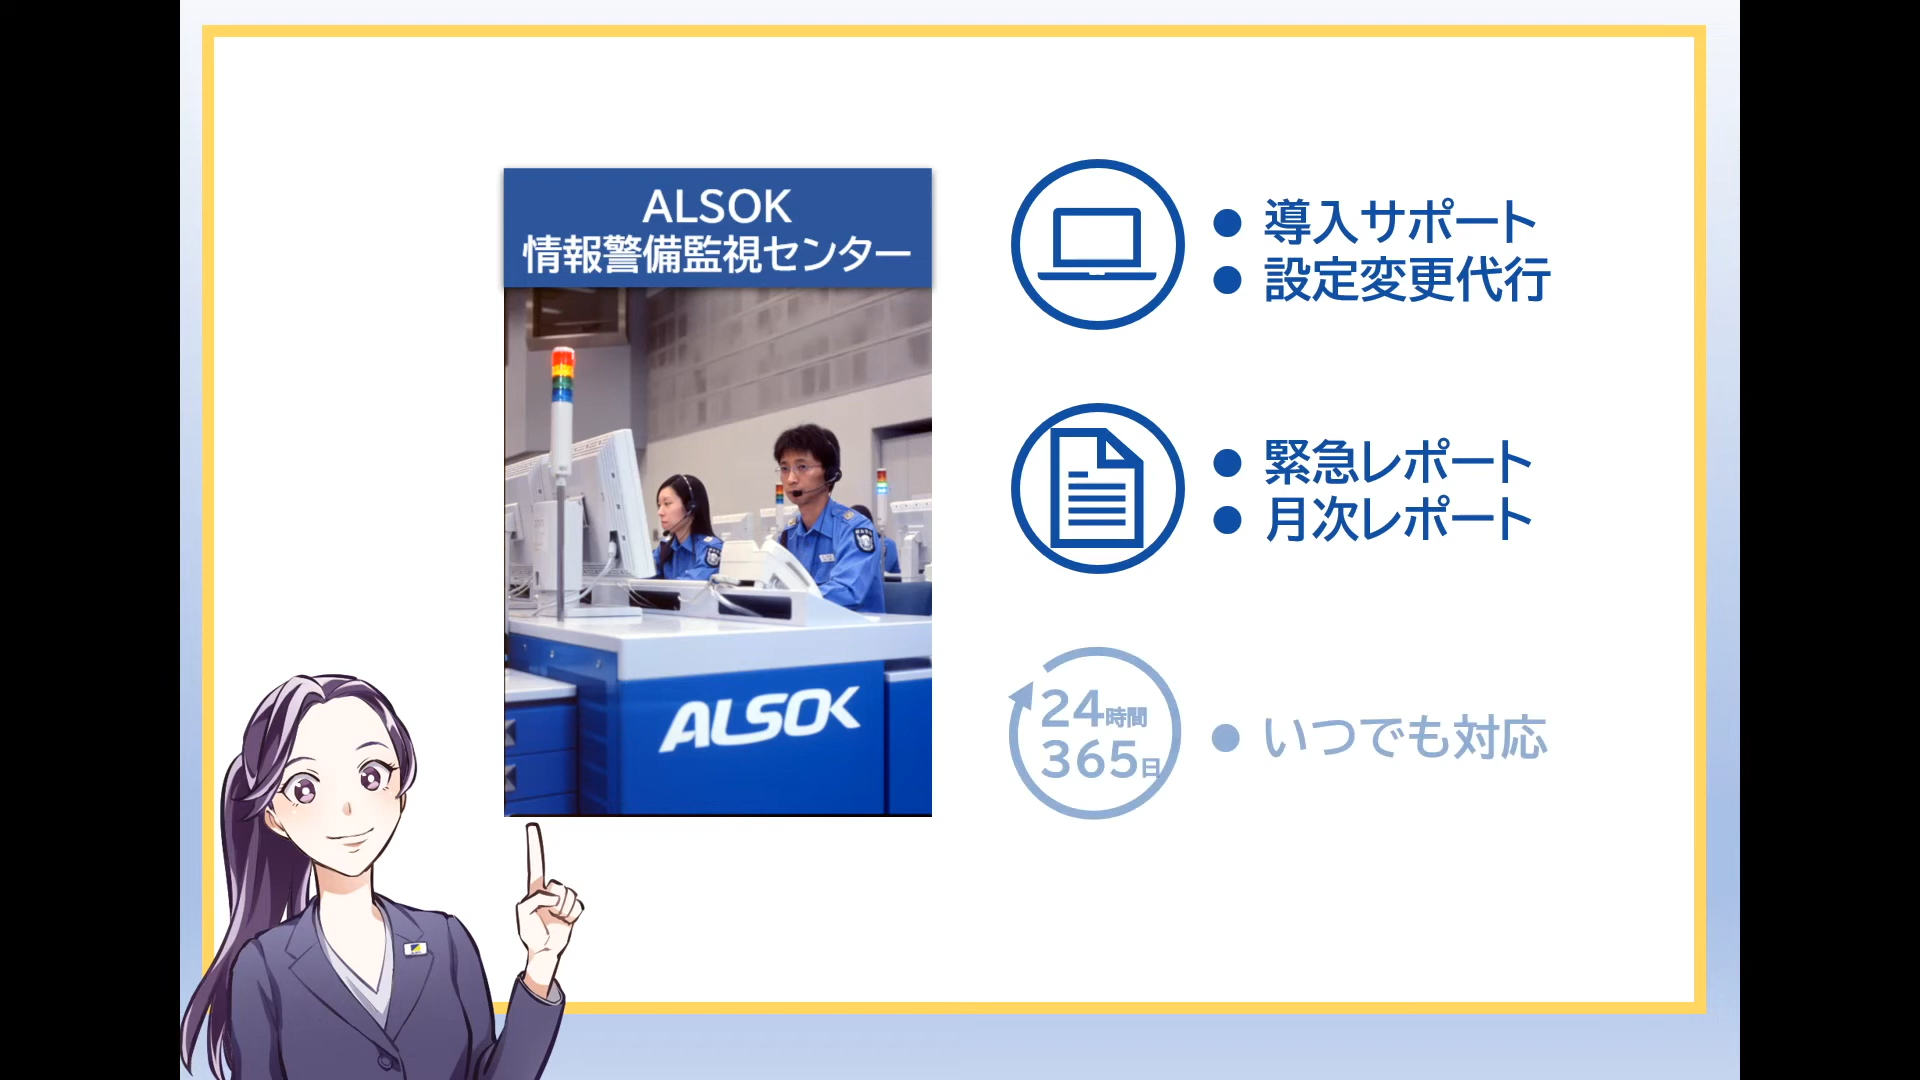 ALSOK
情報警備監視センター
ALSOK
● 導入サポート
● 設定変更代行
● 緊急レポート
● 月次レポート
24時間
365日
● いつでも対応